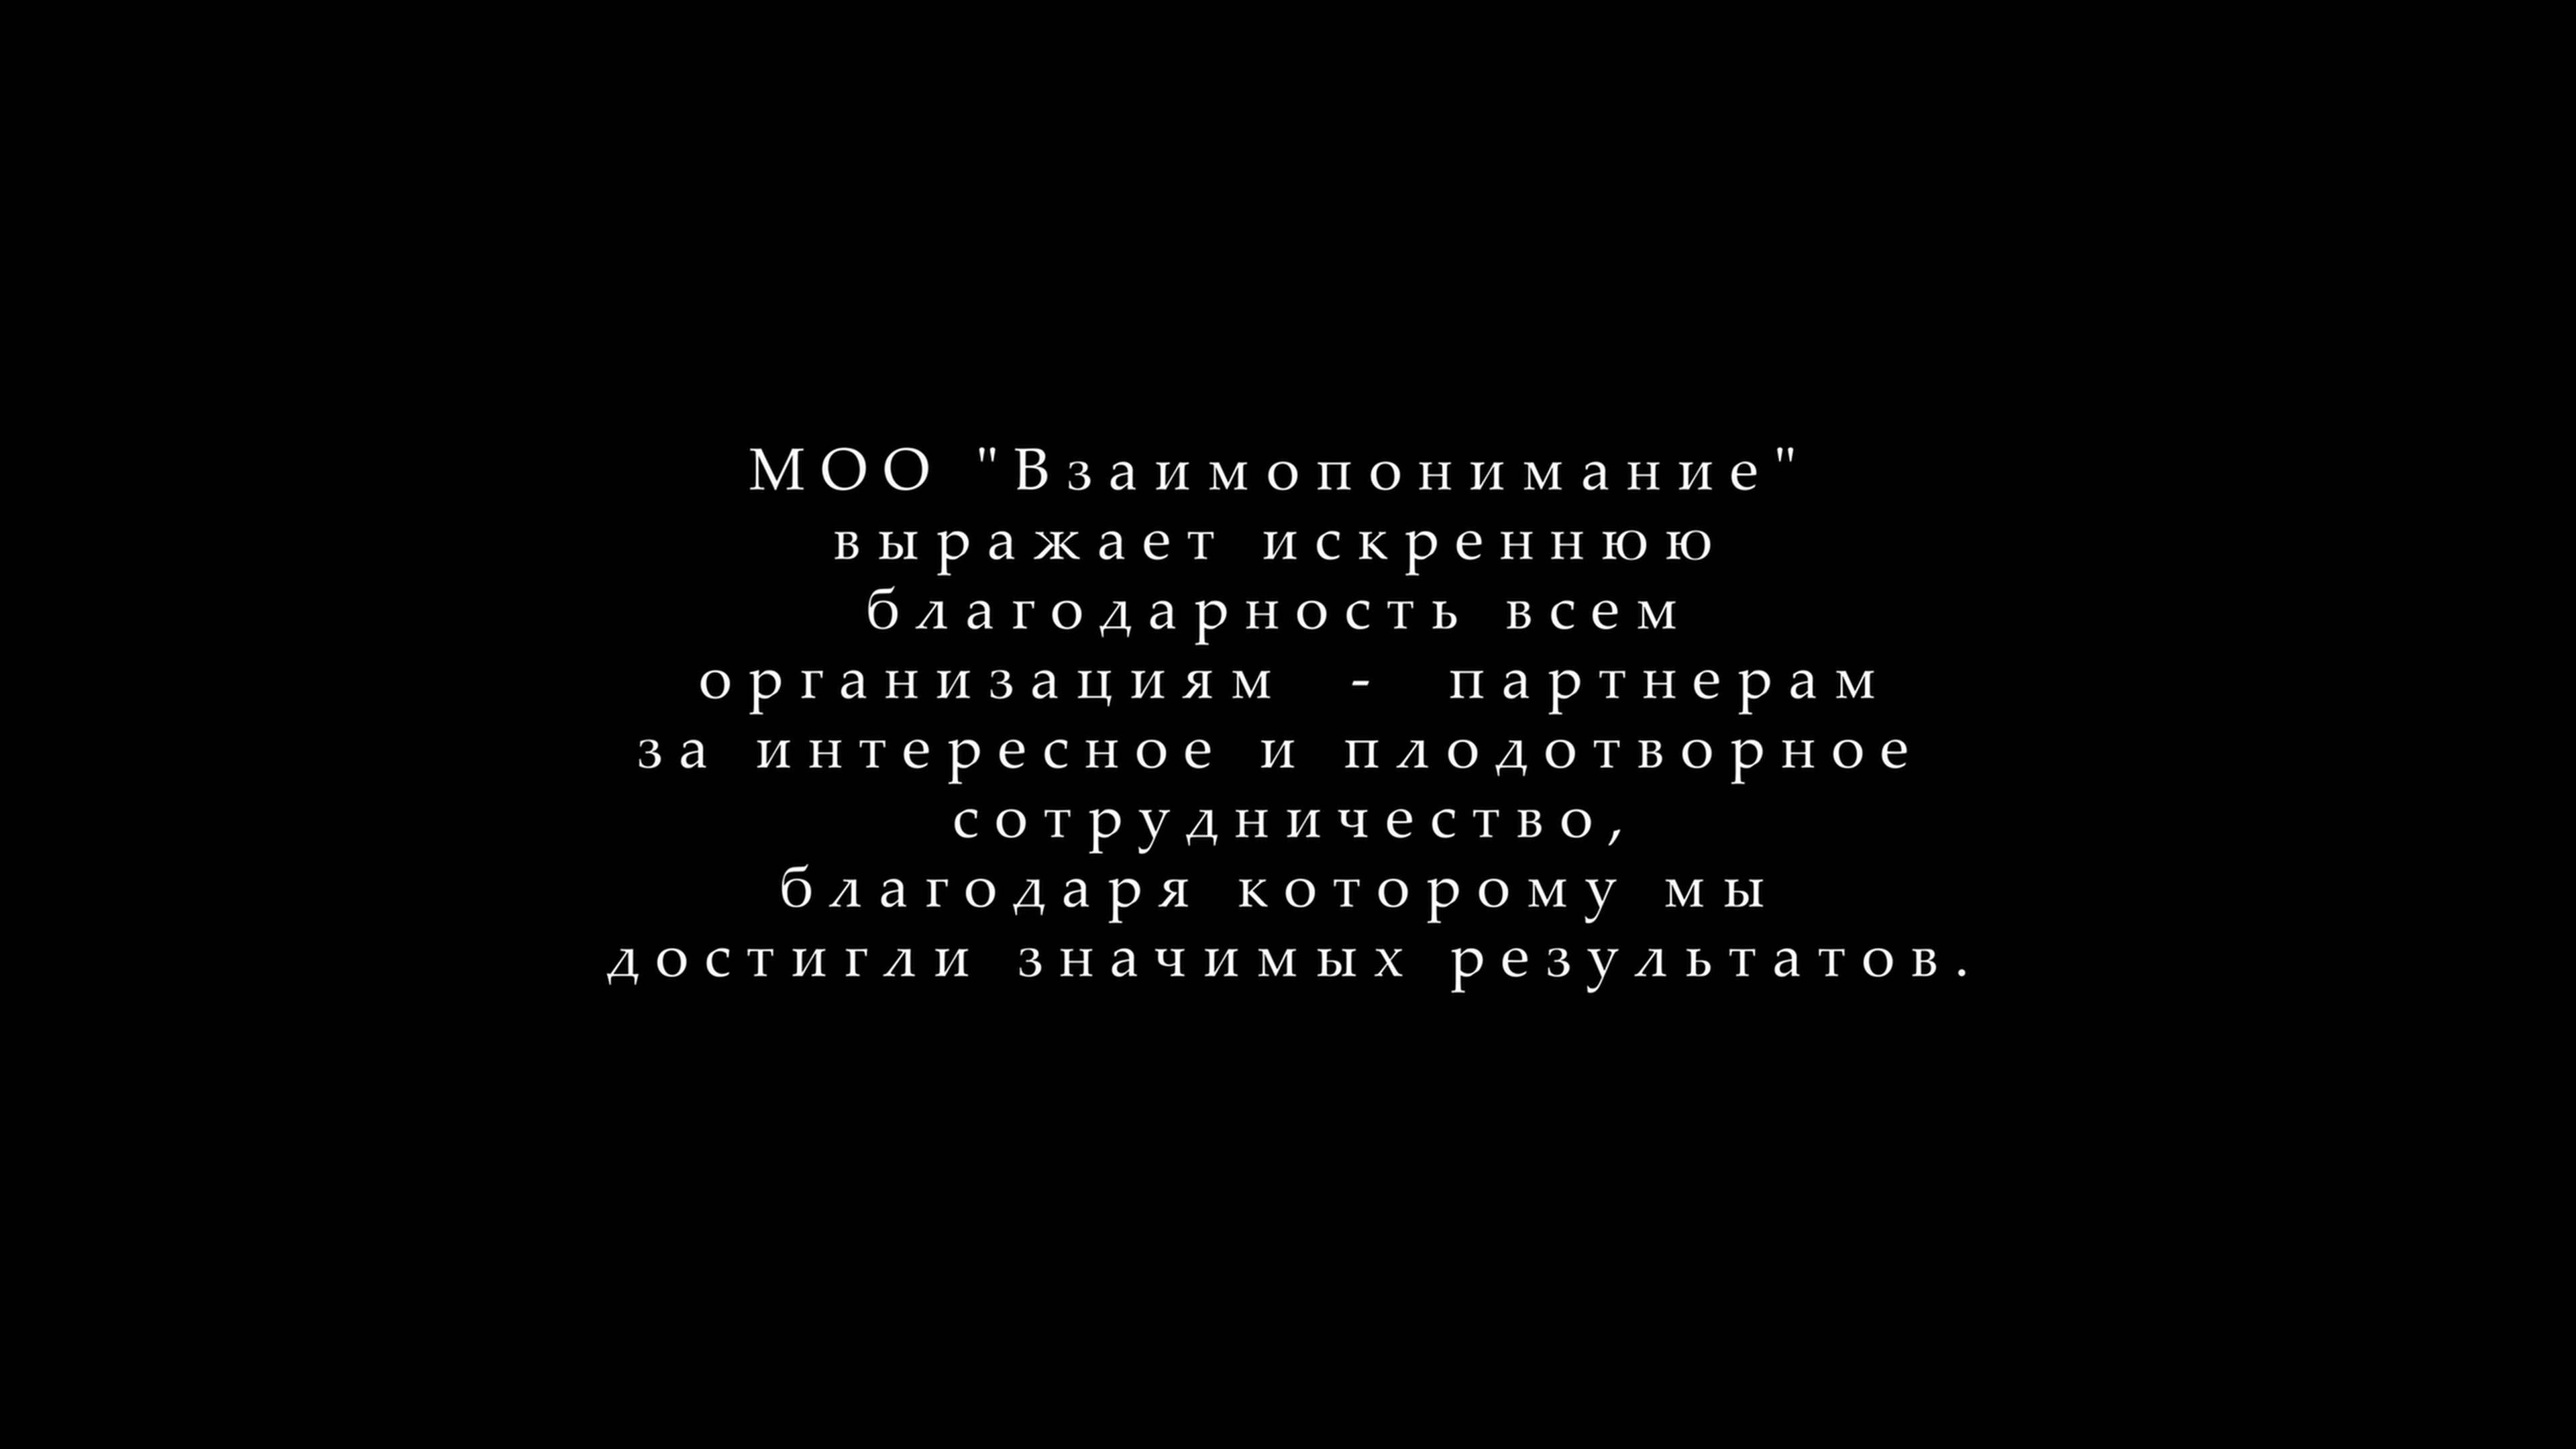 МОО "Взаимопонимание"
выражает искреннюю
благодарность всем
организациям - партнерам
за интересное и плодотворное
сотрудничество,
благодаря которому мы
достигли значимых результатов.